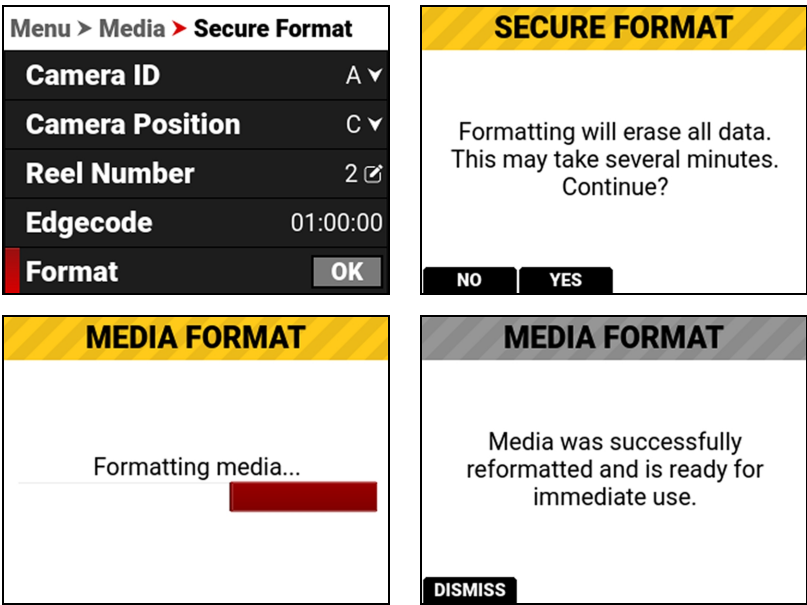 Menu > Media > Secure Format
Camera ID A
Camera Position C
Reel Number 2
Edgecode 01:00:00
Format OK
SECURE FORMAT
Formatting will erase all data.
This may take several minutes.
Continue?
NO YES
MEDIA FORMAT
Formatting media...
MEDIA FORMAT
Media was successfully
reformatted and is ready for
immediate use.
DISMISS